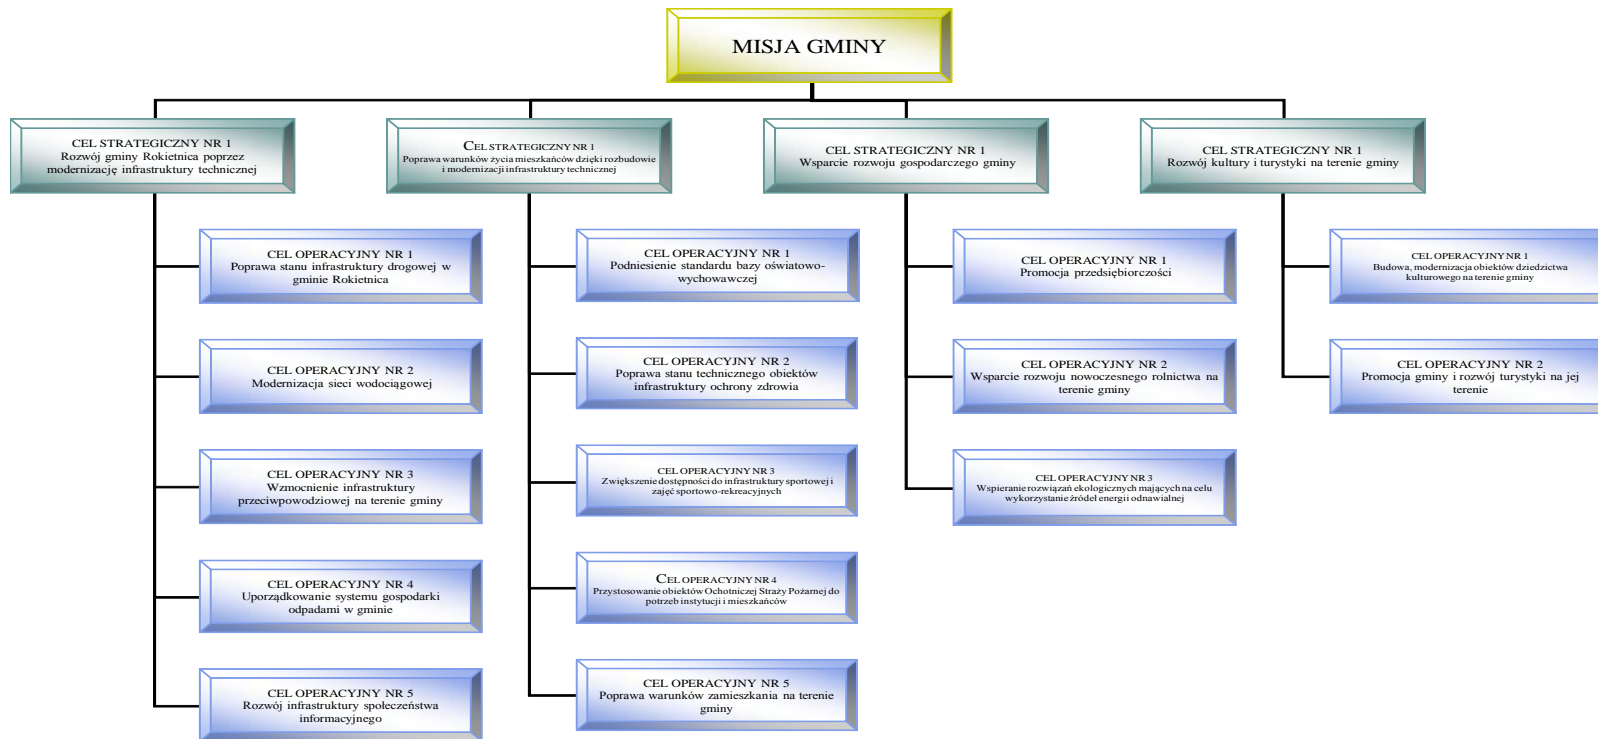 MISJA GMINY
CEL STRATEGICZNY NR 1
Rozwój gminy Rokietnica poprzez
modernizację infrastruktury technicznej
CEL STRATEGICZNY NR 1
Poprawa warunków życia mieszkańców dzięki rozbudowie
i modernizacji infrastruktury technicznej
CEL STRATEGICZNY NR 1
Wsparcie rozwoju gospodarczego gminy
CEL STRATEGICZNY NR 1
Rozwój kultury i turystyki na terenie gminy
CEL OPERACYJNY NR 1
Poprawa stanu infrastruktury drogowej w
gminie Rokietnica
CEL OPERACYJNY NR 2
Modernizacja sieci wodociągowej
CEL OPERACYJNY NR 3
Wzmocnienie infrastruktury
przeciwpowodziowej na terenie gminy
CEL OPERACYJNY NR 4
Uporządkowanie systemu gospodarki
odpadami w gminie
CEL OPERACYJNY NR 5
Rozwój infrastruktury społeczeństwa
informacyjnego
CEL OPERACYJNY NR 1
Podniesienie standardu bazy oświatowo-
wychowawczej
CEL OPERACYJNY NR 2
Poprawa stanu technicznego obiektów
infrastruktury ochrony zdrowia
CEL OPERACYJNY NR 3
Zwiększenie dostępności do infrastruktury sportowej i
zajęć sportowo-rekreacyjnych
CEL OPERACYJNY NR 4
Przystosowanie obiektów Ochotniczej Straży Pożarnej do
potrzeb instytucji i mieszkańców
CEL OPERACYJNY NR 5
Poprawa warunków zamieszkania na terenie
gminy
CEL OPERACYJNY NR 1
Promocja przedsiębiorczości
CEL OPERACYJNY NR 2
Wsparcie rozwoju nowoczesnego rolnictwa na
terenie gminy
CEL OPERACYJNY NR 3
Wspieranie rozwiązań ekologicznych mających na celu
wykorzystanie źródeł energii odnawialnej
CEL OPERACYJNY NR 1
Budowa, modernizacja obiektów dziedzictwa
kulturowego na terenie gminy
CEL OPERACYJNY NR 2
Promocja gminy i rozwój turystyki na jej
terenie